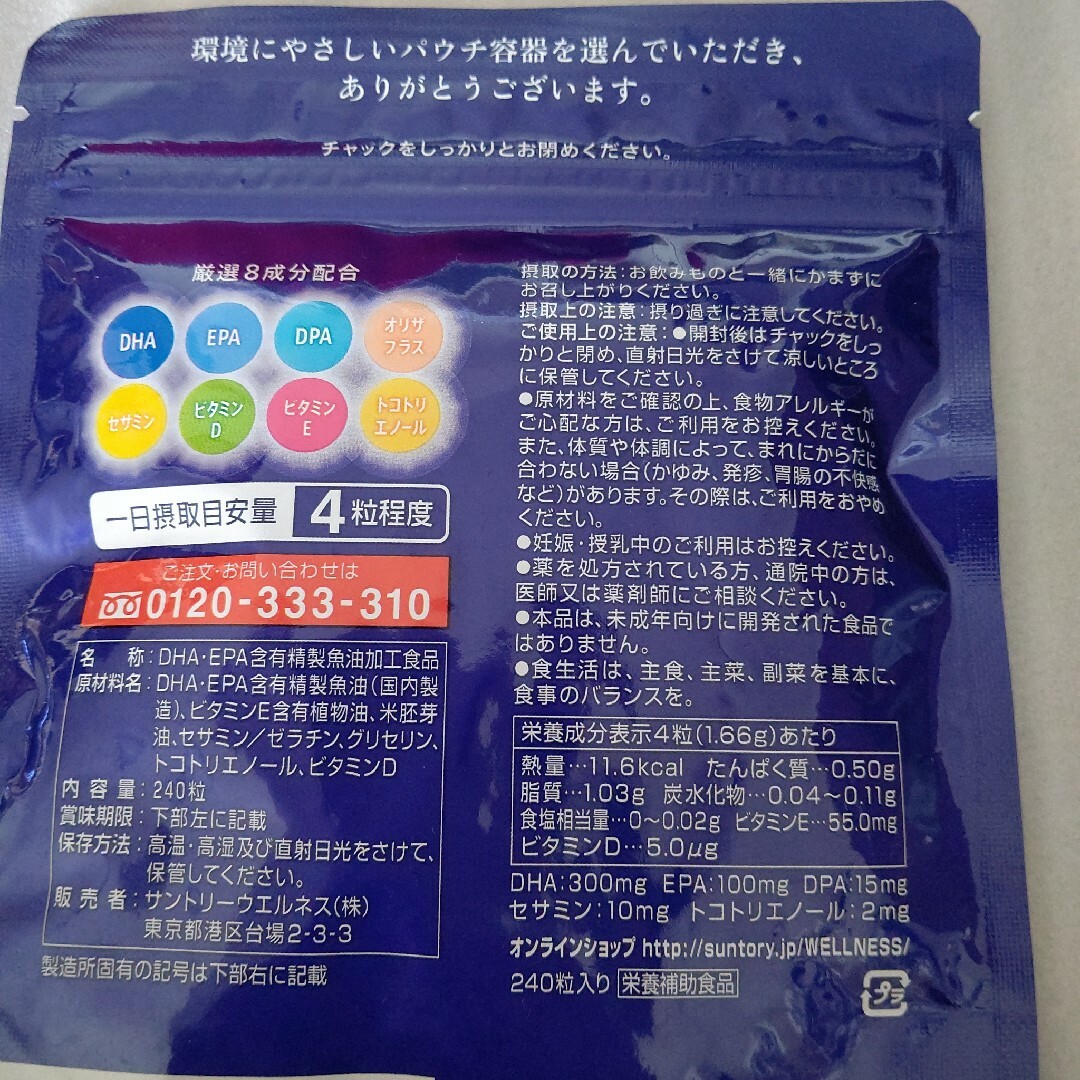 環境にやさしいパウチ容器を選んでいただき、
ありがとうございます。
チャックをしっかりとお閉めください。
厳選8成分配合
DHA
EPA
DPA
オリザ
プラス
セサミン
ビタミン
D
ビタミン
E
トコトリ
エノール
一日摂取目安量 4粒程度
ご注文・お問い合わせは
0120-333-310
名 称:DHA・EPA含有精製魚油加工食品
原材料名:DHA・EPA含有精製魚油(国内製
造)、ビタミンE含有植物油、米胚芽
油、セサミン/ゼラチン、グリセリン、
トコトリエノール、ビタミンD
内容量:240粒
賞味期限:下部左に記載
保存方法:高温・高湿及び直射日光をさけて、
保管してください。
販売者:サントリーウエルネス(株)
東京都港区台場2-3-3
製造所固有の記号は下部右に記載
摂取の方法:お飲みものと一緒にかまずに
お召し上がりください。
摂取上の注意:摂り過ぎに注意してください。
ご使用上の注意:●開封後はチャックをしっ
かりと閉め、直射日光をさけて涼しいところ
に保管してください。
●原材料をご確認の上、食物アレルギーが
ご心配な方は、ご利用をお控えください。
また、体質や体調によって、まれにからだに
合わない場合(かゆみ、発疹、胃腸の不快感
など)があります。その際は、ご利用をおやめ
ください。
●妊娠・授乳中のご利用はお控えください。
●薬を処方されている方、通院中の方は、
医師又は薬剤師にご相談ください。
●本品は、未成年向けに開発された食品で
はありません。
●食生活は、主食、主菜、副菜を基本に、
食事のバランスを。
栄養成分表示4粒(1.66g)あたり
熱量…11.6kcal たんぱく質…0.50g
脂質…1.03g 炭水化物…0.04〜0.11g
食塩相当量…0〜0.02g ビタミンE…55.0mg
ビタミンD…5.0μg
DHA:300mg EPA:100mg DPA:15mg
セサミン:10mg トコトリエノール:2mg
オンラインショップ http://suntory.jp/WELLNESS/
240粒入り 栄養補助食品
プラ